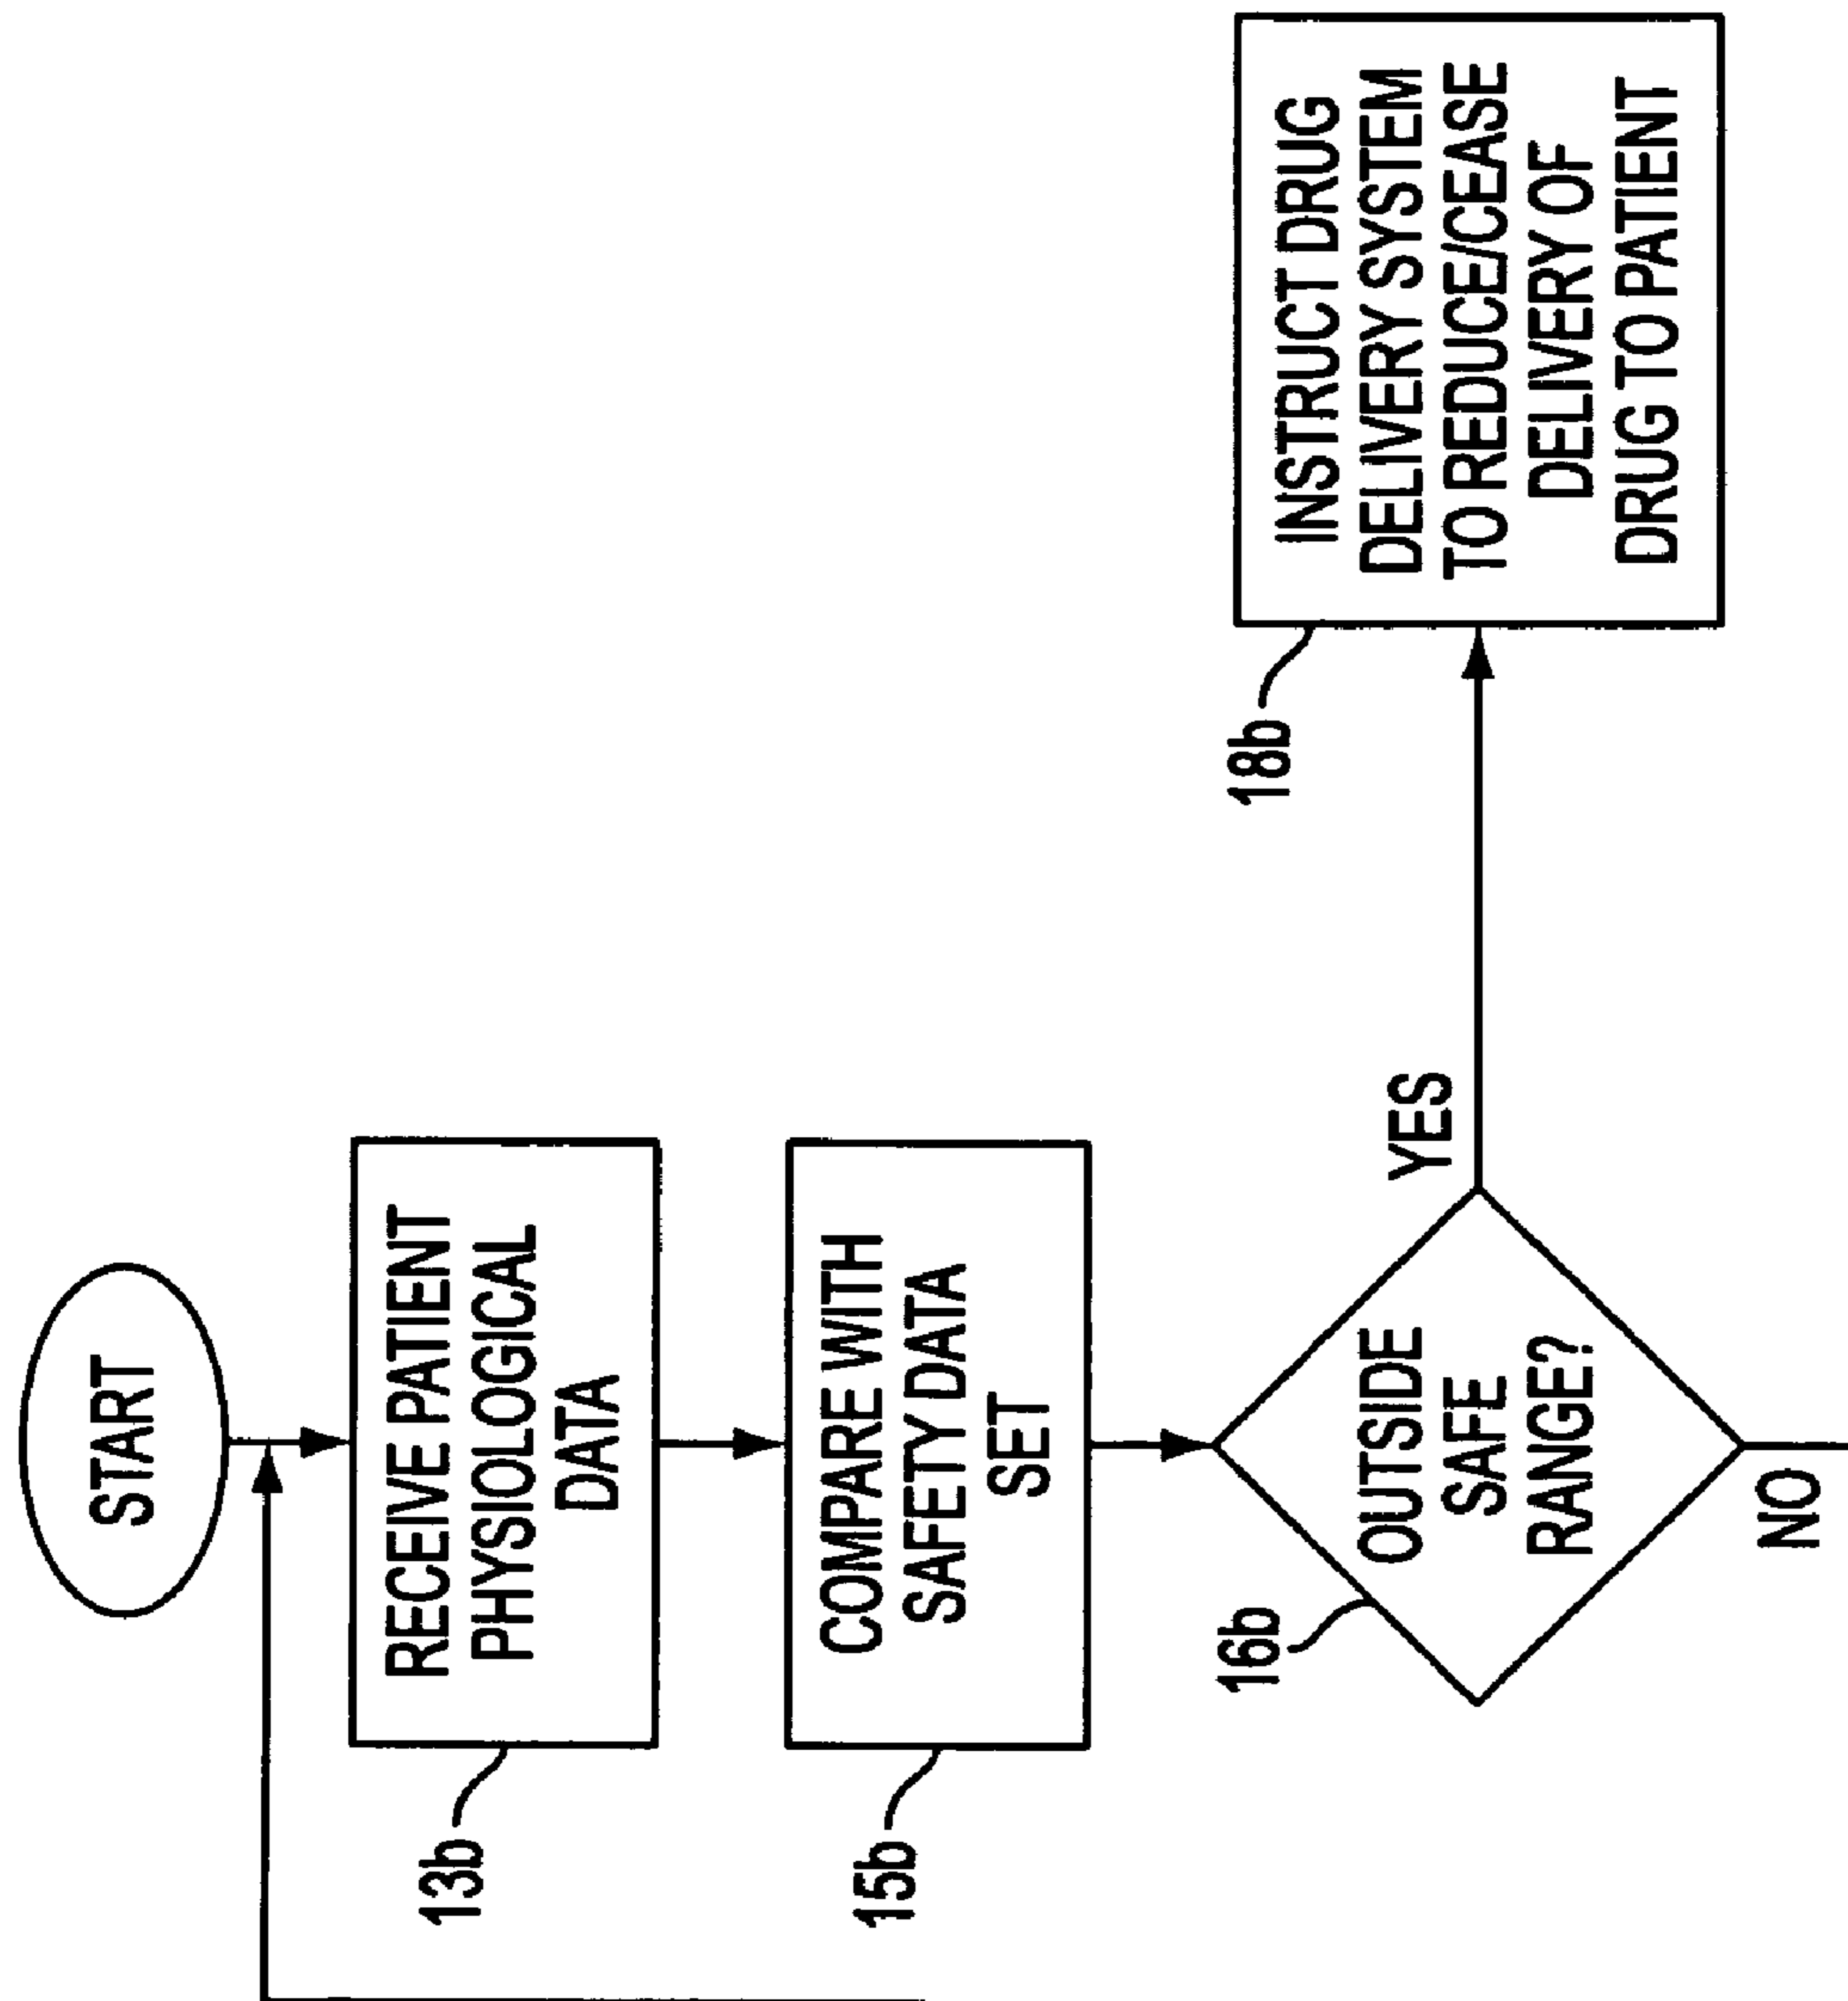 START
RECEIVE PATIENT
PHYSIOLOGICAL
DATA
13b
COMPARE WITH
SAFETY DATA
SET
15b
OUTSIDE
SAFE
RANGE?
16b
YES
NO
INSTRUCT DRUG
DELIVERY SYSTEM
TO REDUCE/CEASE
DELIVERY OF
DRUG TO PATIENT
18b